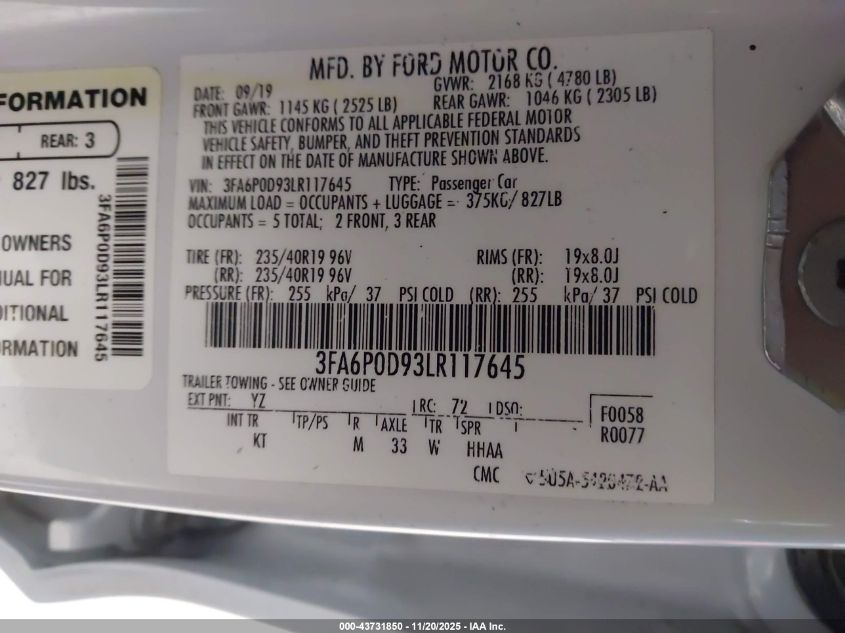 FORMATION
REAR: 3
827 lbs.
OWNERS
NUAL FOR
DITIONAL
ORMATION
3FA6P0D93LR117645
MFD. BY FORD MOTOR CO.
DATE: 09/19 GVWR: 2168 KG ( 4780 LB)
FRONT GAWR: 1145 KG ( 2525 LB) REAR GAWR: 1046 KG ( 2305 LB)
THIS VEHICLE CONFORMS TO ALL APPLICABLE FEDERAL MOTOR
VEHICLE SAFETY, BUMPER, AND THEFT PREVENTION STANDARDS
IN EFFECT ON THE DATE OF MANUFACTURE SHOWN ABOVE.
VIN: 3FA6P0D93LR117645 TYPE: Passenger Car
MAXIMUM LOAD = OCCUPANTS + LUGGAGE = 375KG/ 827LB
OCCUPANTS = 5 TOTAL; 2 FRONT, 3 REAR
TIRE (FR): 235/40R19 96V RIMS (FR): 19x8.0J
(RR): 235/40R19 96V (RR): 19x8.0J
PRESSURE (FR): 255 kPa/ 37 PSI COLD (RR): 255 kPa/ 37 PSI COLD
3FA6P0D93LR117645
TRAILER TOWING - SEE OWNER GUIDE
EXT PNT: YZ RC: 72 DSO: F0058
INT TR TP/PS R AXLE TR SPR R0077
KT M 33 W HHAA
CMC
000-43731850 - 11/20/2025 - IAA Inc.